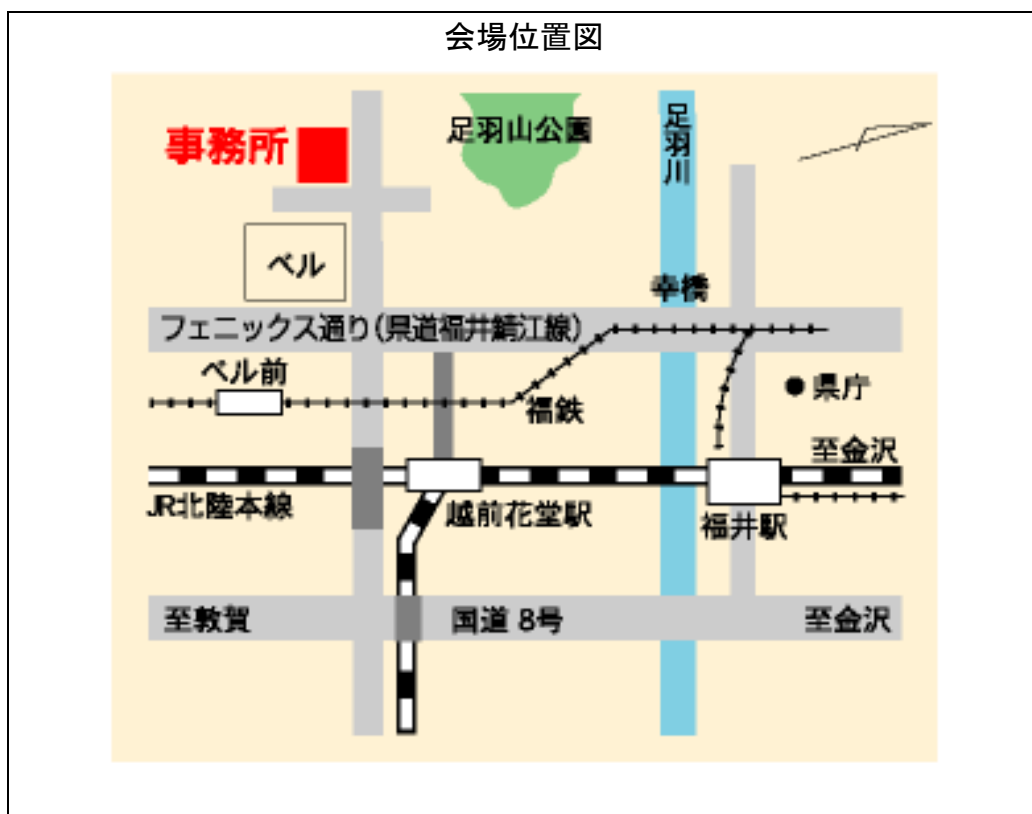 会場位置図
事務所
足羽山公園
足羽川
ベル
幸橋
フェニックス通り(県道福井鯖江線)
ベル前
福鉄
県庁
至金沢
JR北陸本線
越前花堂駅
福井駅
至敦賀
国道 8号
至金沢